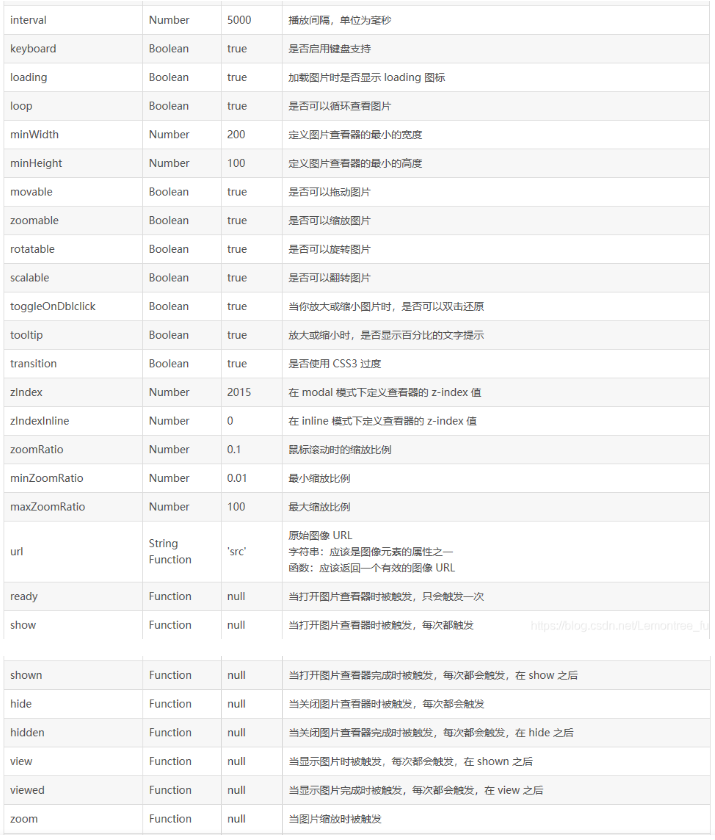 interval Number 5000 播放间隔，单位为毫秒
keyboard Boolean true 是否启用键盘支持
loading Boolean true 加载图片时是否显示 loading 图标
loop Boolean true 是否可以循环查看图片
minWidth Number 200 定义图片查看器的最小的宽度
minHeight Number 100 定义图片查看器的最小的高度
movable Boolean true 是否可以拖动图片
zoomable Boolean true 是否可以缩放图片
rotatable Boolean true 是否可以旋转图片
scalable Boolean true 是否可以翻转图片
toggleOnDblclick Boolean true 当你放大或缩小图片时，是否可以双击还原
tooltip Boolean true 放大或缩小时，是否显示百分比的文字提示
transition Boolean true 是否使用 CSS3 过度
zIndex Number 2015 在 modal 模式下定义查看器的 z-index 值
zIndexInline Number 0 在 inline 模式下定义查看器的 z-index 值
zoomRatio Number 0.1 鼠标滚动时的缩放比例
minZoomRatio Number 0.01 最小缩放比例
maxZoomRatio Number 100 最大缩放比例
url
String
Function
'src'
原始图像 URL
字符串：应该是图像元素的属性之一
函数：应该返回一个有效的图像 URL
ready Function null 当打开图片查看器时被触发，只会触发一次
show Function null 当打开图片查看器时被触发，每次都触发
https://blog.csdn.net/Lemontree_fu
shown Function null 当打开图片查看器完成时被触发，每次都会触发，在 show 之后
hide Function null 当关闭图片查看器时被触发，每次都会触发
hidden Function null 当关闭图片查看器完成时被触发，每次都会触发，在 hide 之后
view Function null 当显示图片时被触发，每次都会触发，在 shown 之后
viewed Function null 当显示图片完成时被触发，每次都会触发，在 view 之后
zoom Function null 当图片缩放时被触发